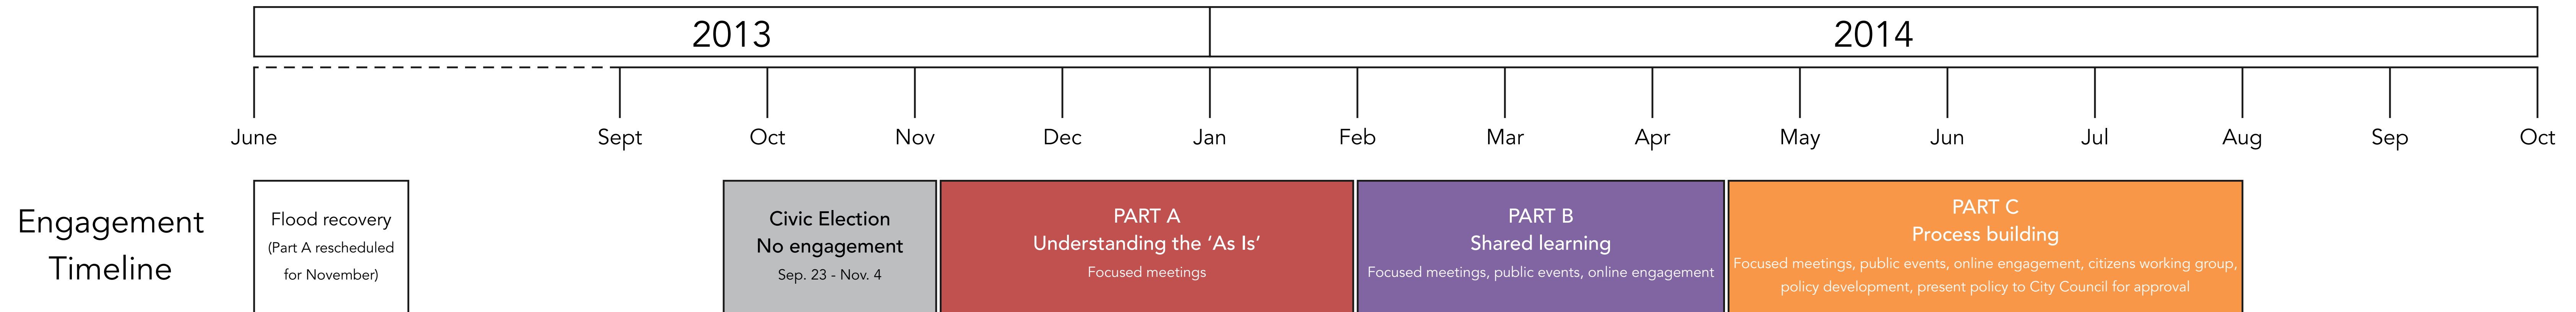 2013
2014
June
Sept
Oct
Nov
Dec
Jan
Feb
Mar
Apr
May
Jun
Jul
Aug
Sep
Oct
Engagement
Timeline
Flood recovery
(Part A rescheduled
for November)
Civic Election
No engagement
Sep. 23 - Nov. 4
PART A
Understanding the ‘As Is’
Focused meetings
PART B
Shared learning
Focused meetings, public events, online engagement
PART C
Process building
Focused meetings, public events, online engagement, citizens working group,
policy development, present policy to City Council for approval